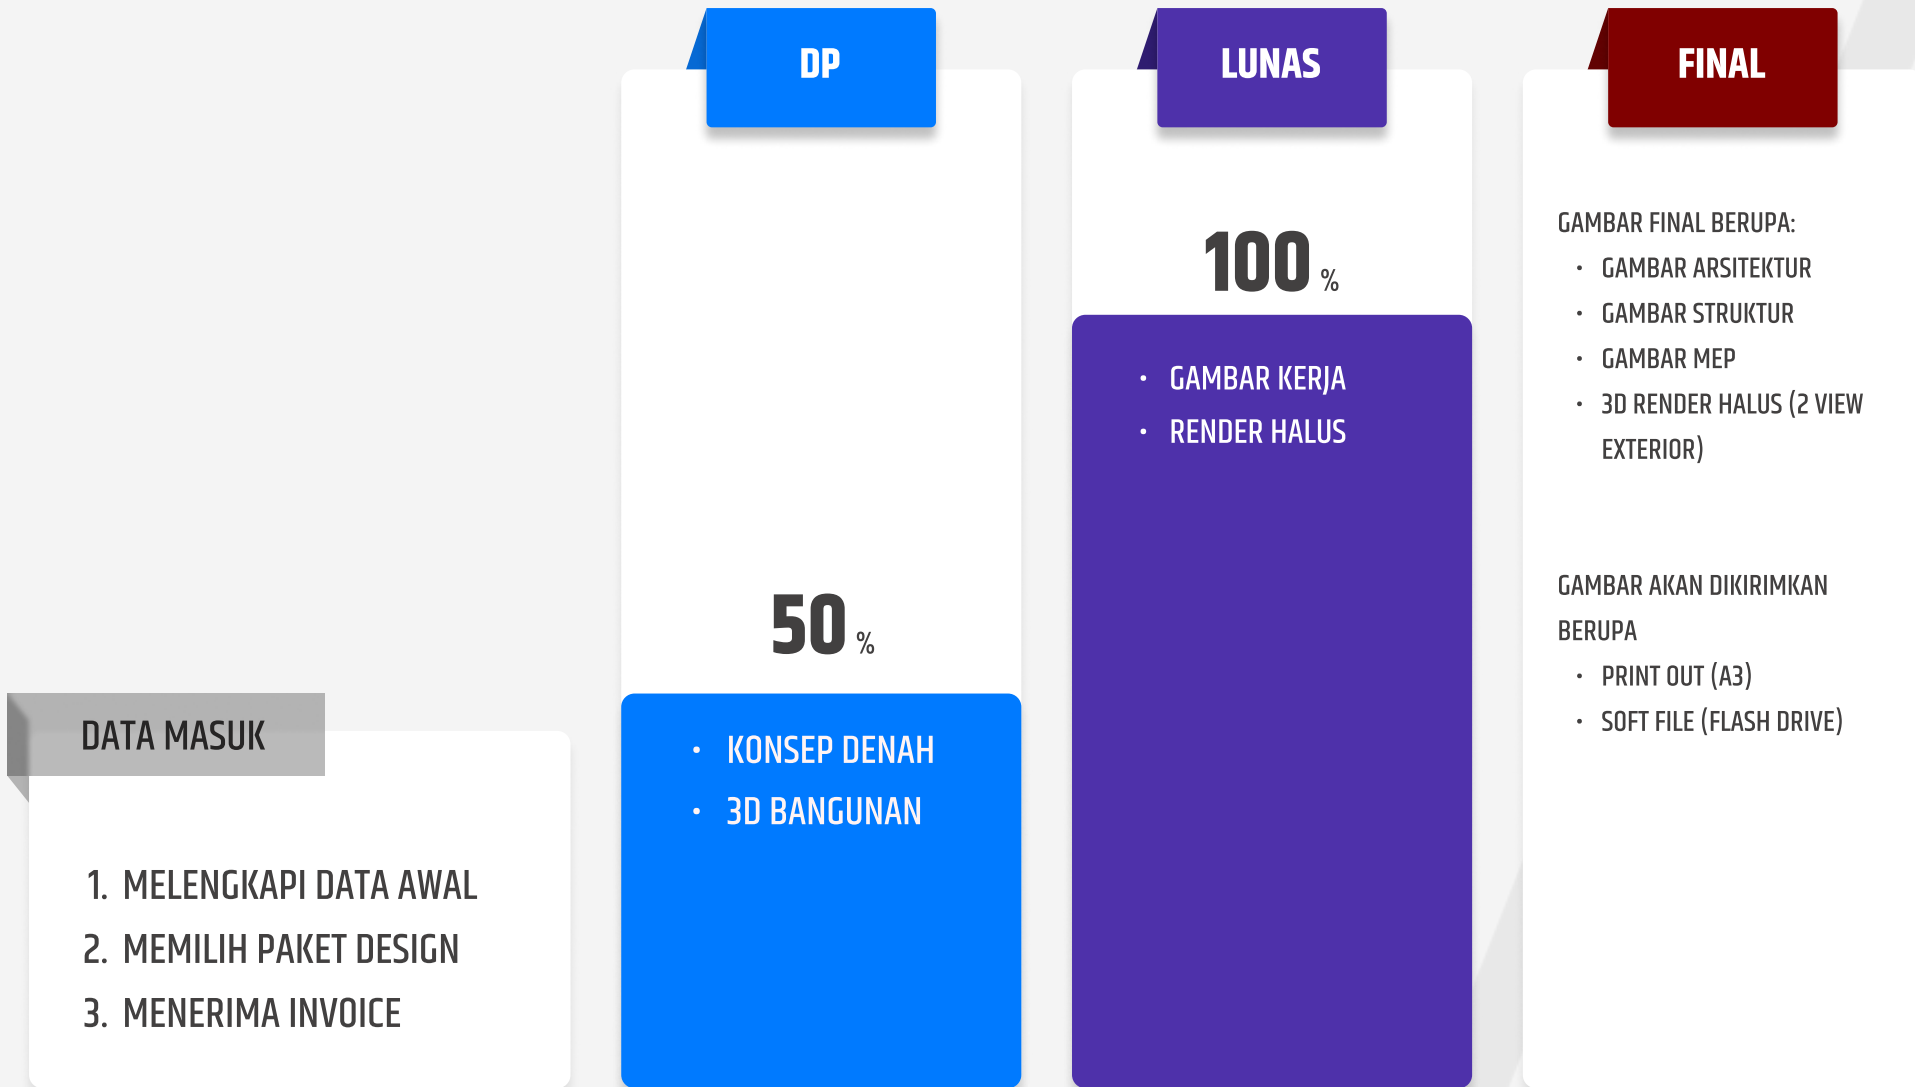 DATA MASUK
1. MELENGKAPI DATA AWAL
2. MEMILIH PAKET DESIGN
3. MENERIMA INVOICE
DP
50 %
• KONSEP DENAH
• 3D BANGUNAN
LUNAS
100 %
• GAMBAR KERJA
• RENDER HALUS
FINAL
GAMBAR FINAL BERUPA:
• GAMBAR ARSITEKTUR
• GAMBAR STRUKTUR
• GAMBAR MEP
• 3D RENDER HALUS (2 VIEW
EXTERIOR)
GAMBAR AKAN DIKIRIMKAN
BERUPA
• PRINT OUT (A3)
• SOFT FILE (FLASH DRIVE)